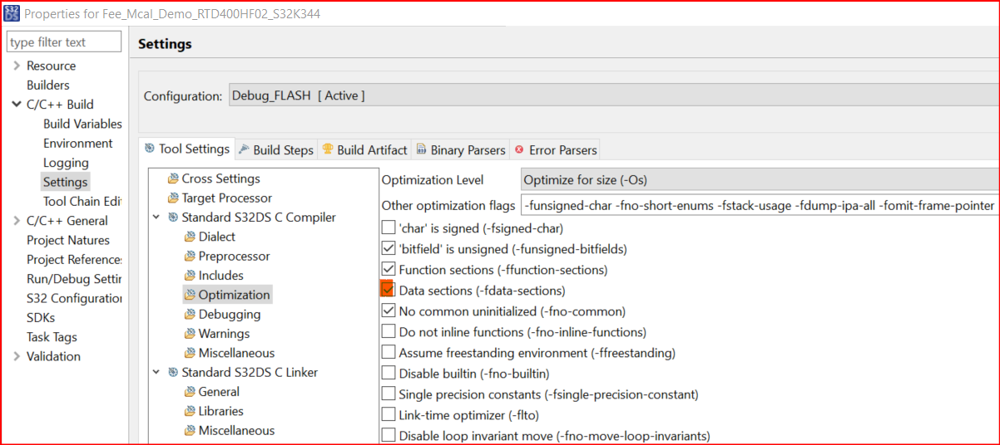 S32 DS Properties for Fee_Mcal_Demo_RTD400HF02_S32K344
type filter text
Resource
Builders
C/C++ Build
Build Variables
Environment
Logging
Settings
Tool Chain Edi
C/C++ General
Project Natures
Project References
Run/Debug Settin
S32 Configuration
SDKs
Task Tags
Validation
Settings
Configuration: Debug_FLASH [ Active ]
Tool Settings Build Steps Build Artifact Binary Parsers Error Parsers
Cross Settings
Target Processor
Standard S32DS C Compiler
Dialect
Preprocessor
Includes
Optimization
Debugging
Warnings
Miscellaneous
Standard S32DS C Linker
General
Libraries
Miscellaneous
Optimization Level Optimize for size (-Os)
Other optimization flags -funsigned-char -fno-short-enums -fstack-usage -fdump-ipa-all -fomit-frame-pointer
'char' is signed (-fsigned-char)
'bitfield' is unsigned (-funsigned-bitfields)
Function sections (-ffunction-sections)
Data sections (-fdata-sections)
No common uninitialized (-fno-common)
Do not inline functions (-fno-inline-functions)
Assume freestanding environment (-ffreestanding)
Disable builtin (-fno-builtin)
Single precision constants (-fsingle-precision-constant)
Link-time optimizer (-flto)
Disable loop invariant move (-fno-move-loop-invariants)